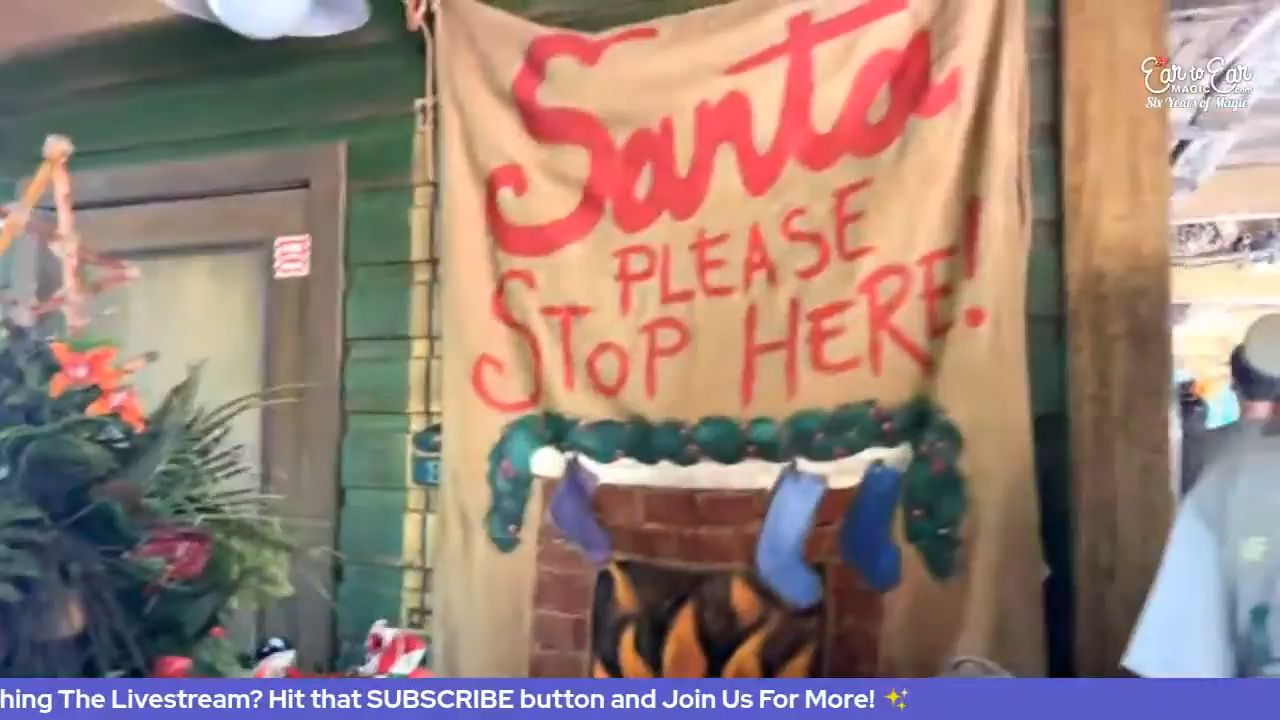 Santa
PLEASE
STOP HERE!
Ear to Ear
MAGIC.com
Six Years of Magic
hing The Livestream? Hit that SUBSCRIBE button and Join Us For More! ✨